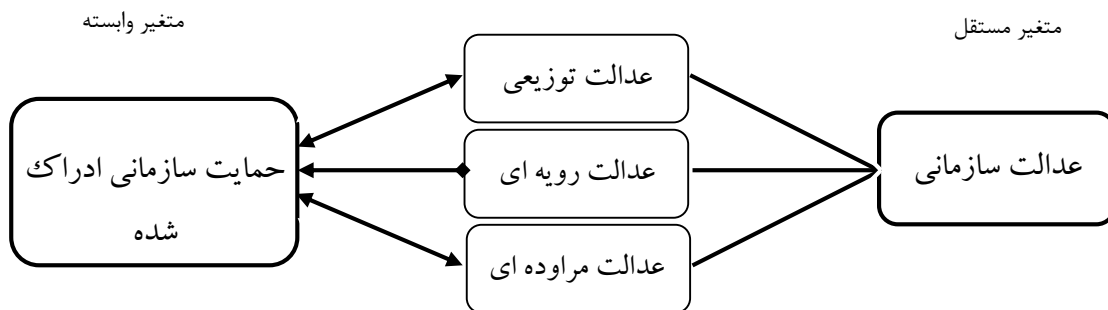 متغیر مستقل
متغیر وابسته
عدالت سازمانی
عدالت توزیعی
عدالت رویه ای
عدالت مراوده ای
حمایت سازمانی ادراک
شده